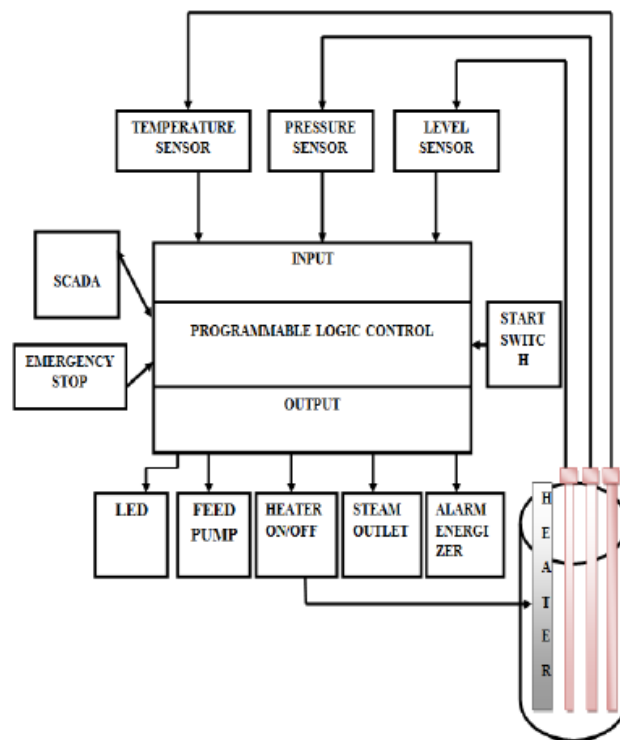 TEMPERATURE
SENSOR
PRESSURE
SENSOR
LEVEL
SENSOR
INPUT
SCADA
PROGRAMMABLE LOGIC CONTROL
START
SWITC
H
EMERGENCY
STOP
OUTPUT
LED
FEED
PUMP
HEATER
ON/OFF
STEAM
OUTLET
ALARM
ENERGI
ZER
H
E
A
T
E
R